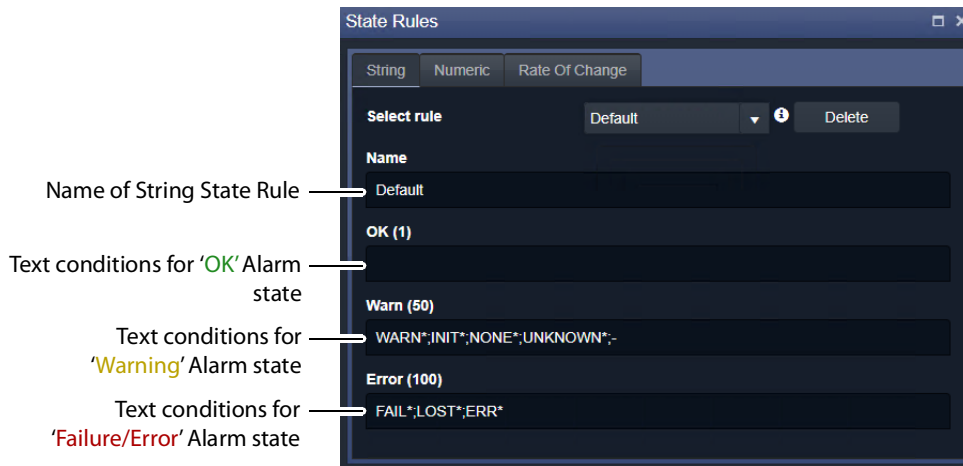 State Rules
String Numeric Rate Of Change
Select rule Default Delete
Name
Name of String State Rule Default
OK (1)
Text conditions for ‘OK’ Alarm
state
Warn (50)
Text conditions for WARN*;INIT*;NONE*;UNKNOWN*;-
‘Warning’ Alarm state
Error (100)
Text conditions for FAIL*;LOST*;ERR*
‘Failure/Error’ Alarm state